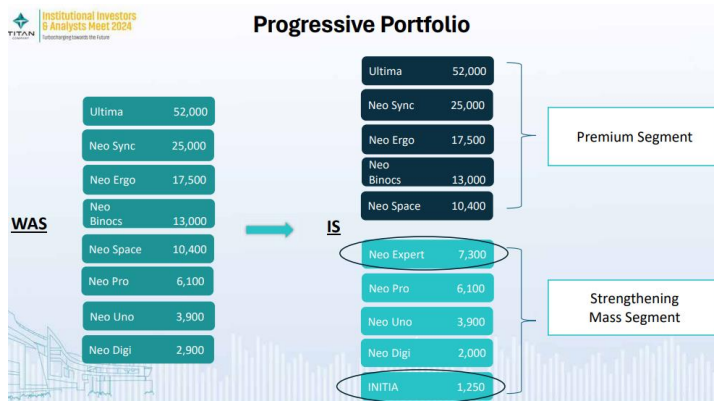 TITAN
COMPANY
Institutional Investors
& Analysts Meet 2024
Turbocharging towards the Future
Progressive Portfolio
WAS
Ultima 52,000
Neo Sync 25,000
Neo Ergo 17,500
Neo
Binocs 13,000
Neo Space 10,400
Neo Pro 6,100
Neo Uno 3,900
Neo Digi 2,900
IS
Ultima 52,000
Neo Sync 25,000
Neo Ergo 17,500
Neo
Binocs 13,000
Neo Space 10,400
Premium Segment
Neo Expert 7,300
Neo Pro 6,100
Neo Uno 3,900
Neo Digi 2,000
INITIA 1,250
Strengthening
Mass Segment